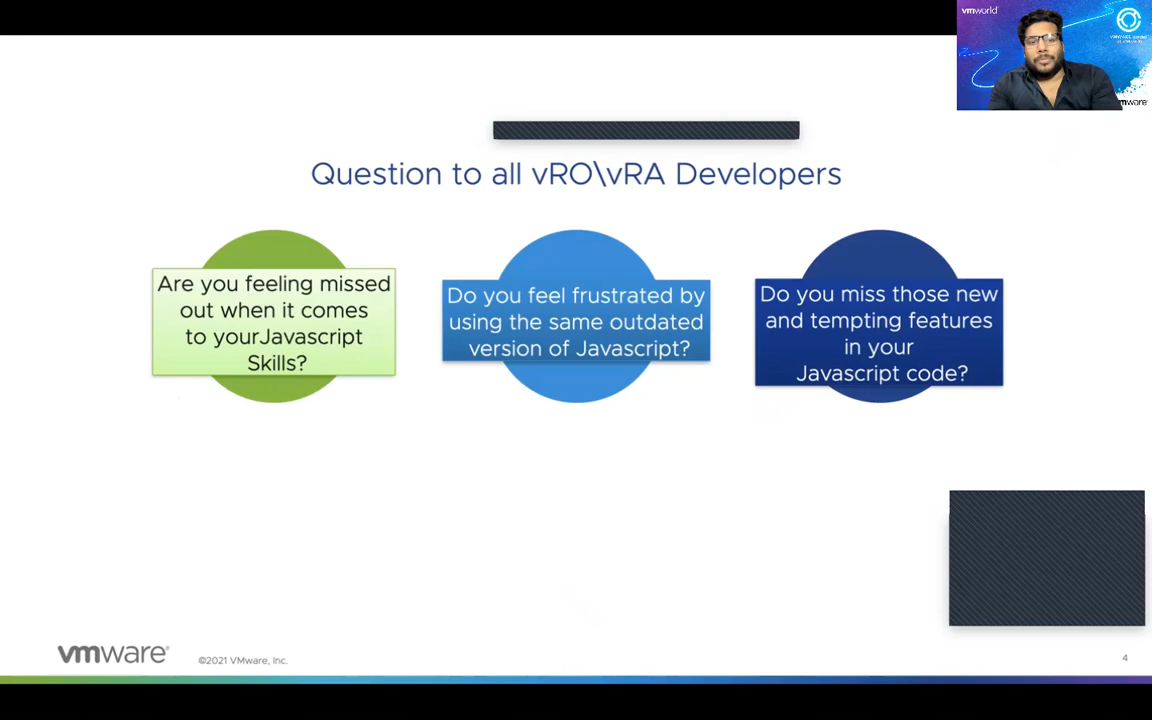 vmworld
vmware
Question to all vRO\vRA Developers
Are you feeling missed
out when it comes
to yourJavascript
Skills?
Do you feel frustrated by
using the same outdated
version of Javascript?
Do you miss those new
and tempting features
in your
Javascript code?
vmware
©2021 VMware, Inc.
4